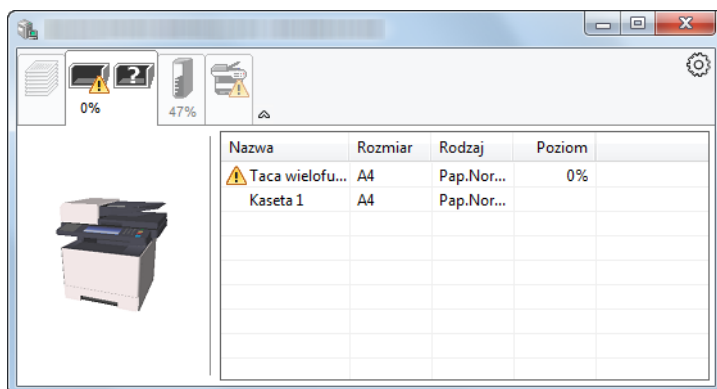 0%
?
47%
Nazwa Rozmiar Rodzaj Poziom
Taca wielofu... A4 Pap.Nor... 0%
Kaseta 1 A4 Pap.Nor...